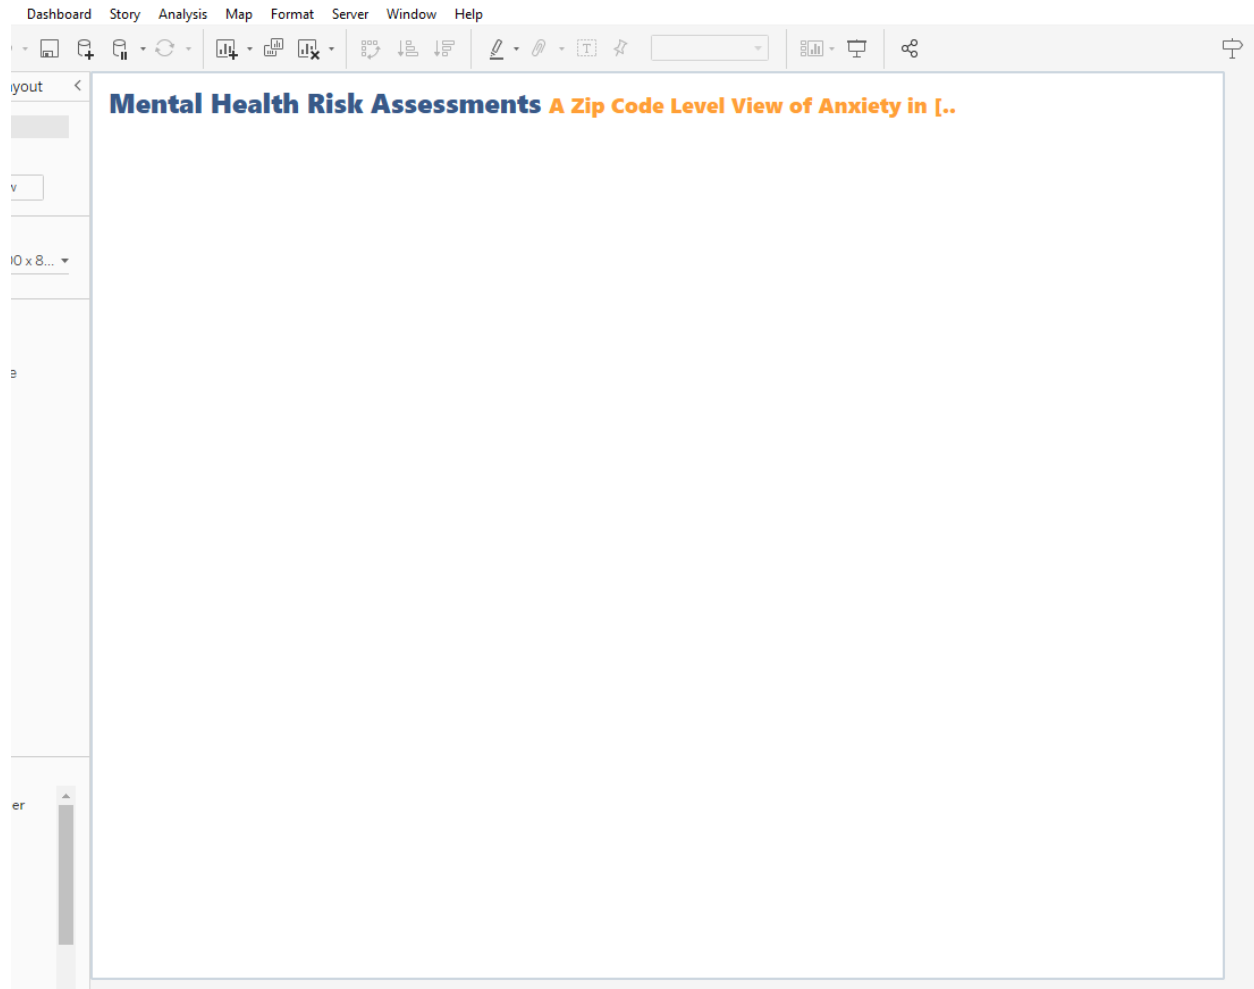 Dashboard Story Analysis Map Format Server Window Help
T
yout
Mental Health Risk Assessments A Zip Code Level View of Anxiety in [..
w
00 x 8...
e
er